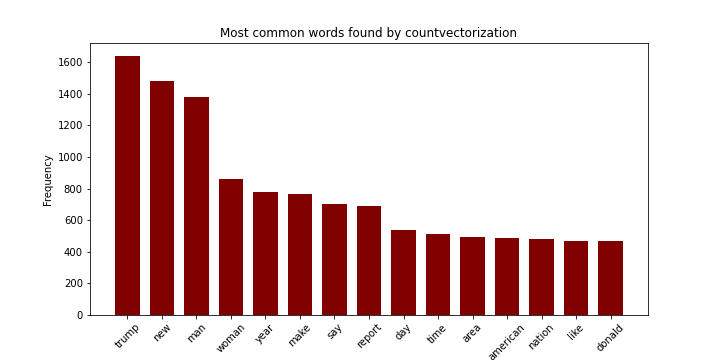 Most common words found by countvectorization
Frequency
1600
1400
1200
1000
800
600
400
200
0
trump
new
man
woman
year
make
say
report
day
time
area
american
nation
like
donald